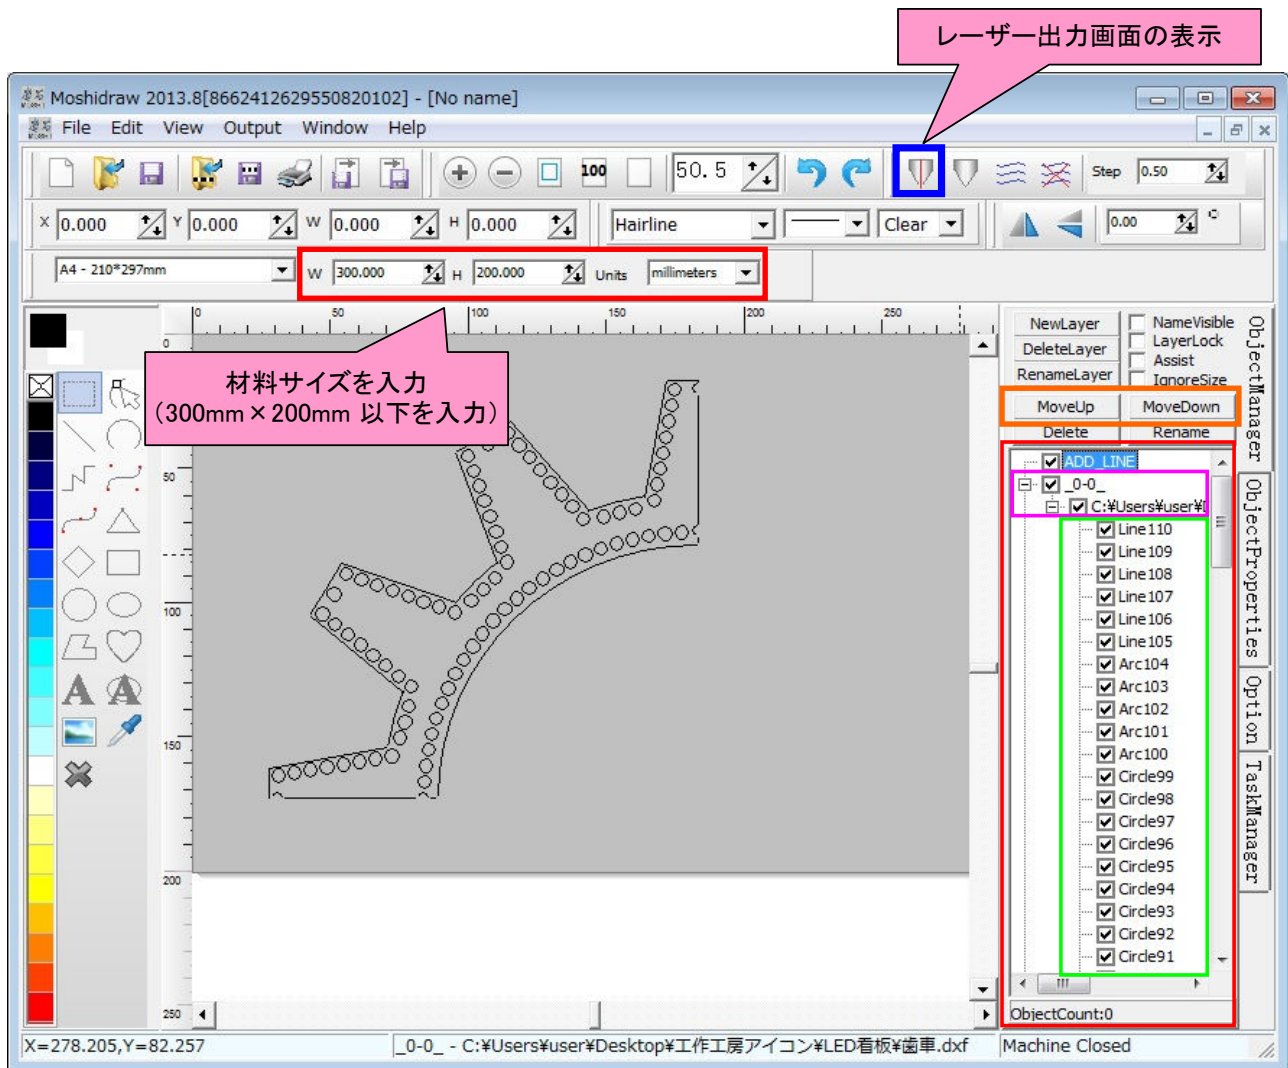 レーザー出力画面の表示
Moshidraw 2013.8[8662412629550820102] - [No name]
File Edit View Output Window Help
100 50.5 Step 0.50
X 0.000 Y 0.000 W 0.000 H 0.000 Hairline Clear 0.00
A4 - 210*297mm W 300.000 H 200.000 Units millimeters
0 50 100 150 200 250
材料サイズを入力
(300mm×200mm 以下を入力)
0
50
100
150
200
250
NewLayer NameVisible
DeleteLayer LayerLock
Assist
RenameLayer IgnoreSize
MoveUp MoveDown
Delete Rename
ADD_LINE
_0-0_
C:¥Users¥user¥D
Line110
Line109
Line108
Line107
Line106
Line105
Arc104
Arc103
Arc102
Arc101
Arc100
Circle99
Circle98
Circle97
Circle96
Circle95
Circle94
Circle93
Circle92
Circle91
ObjectCount:0
ObjectManager
ObjectProperties
Option
TaskManager
X=278.205,Y=82.257 _0-0_ - C:¥Users¥user¥Desktop¥工作工房アイコン¥LED看板¥歯車.dxf Machine Closed